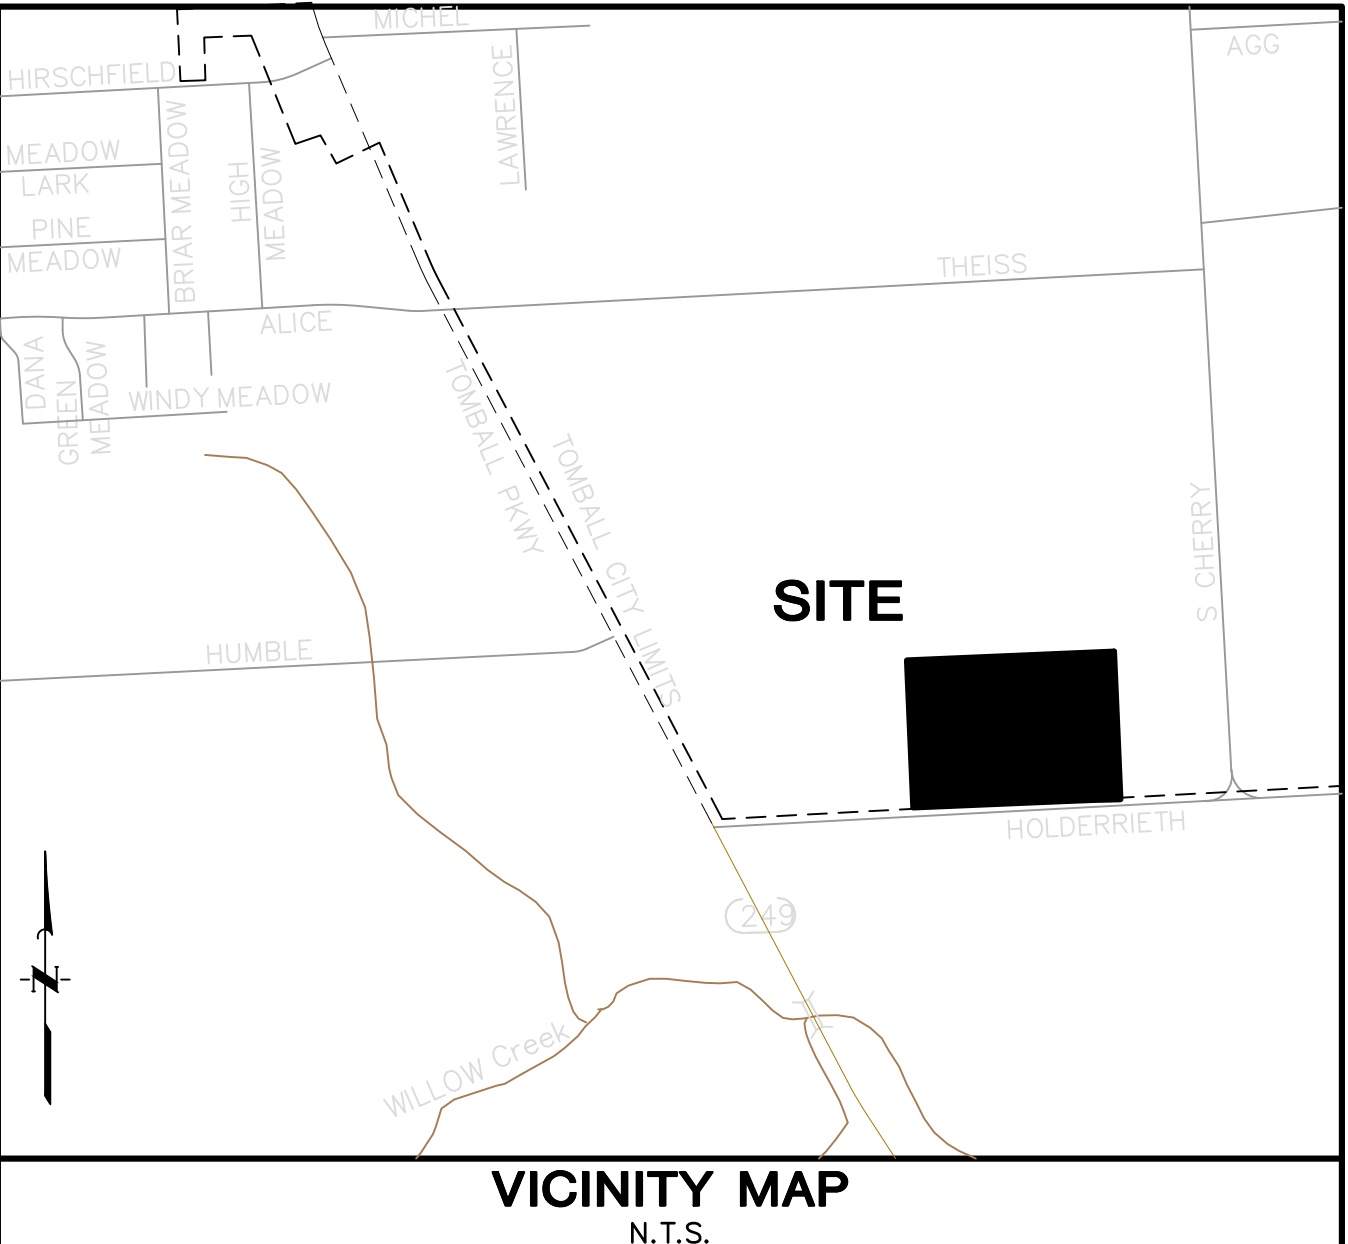 MICHEL
AGG
HIRSCHFIELD
LAWRENCE
MEADOW
LARK
BRIAR MEADOW
HIGH
MEADOW
PINE
MEADOW
THEISS
ALICE
DANA
GREEN
MEADOW
WINDY MEADOW
TOMBALL PKWY
TOMBALL CITY LIMITS
S CHERRY
SITE
HUMBLE
HOLDERRIETH
249
N
WILLOW Creek
VICINITY MAP
N.T.S.